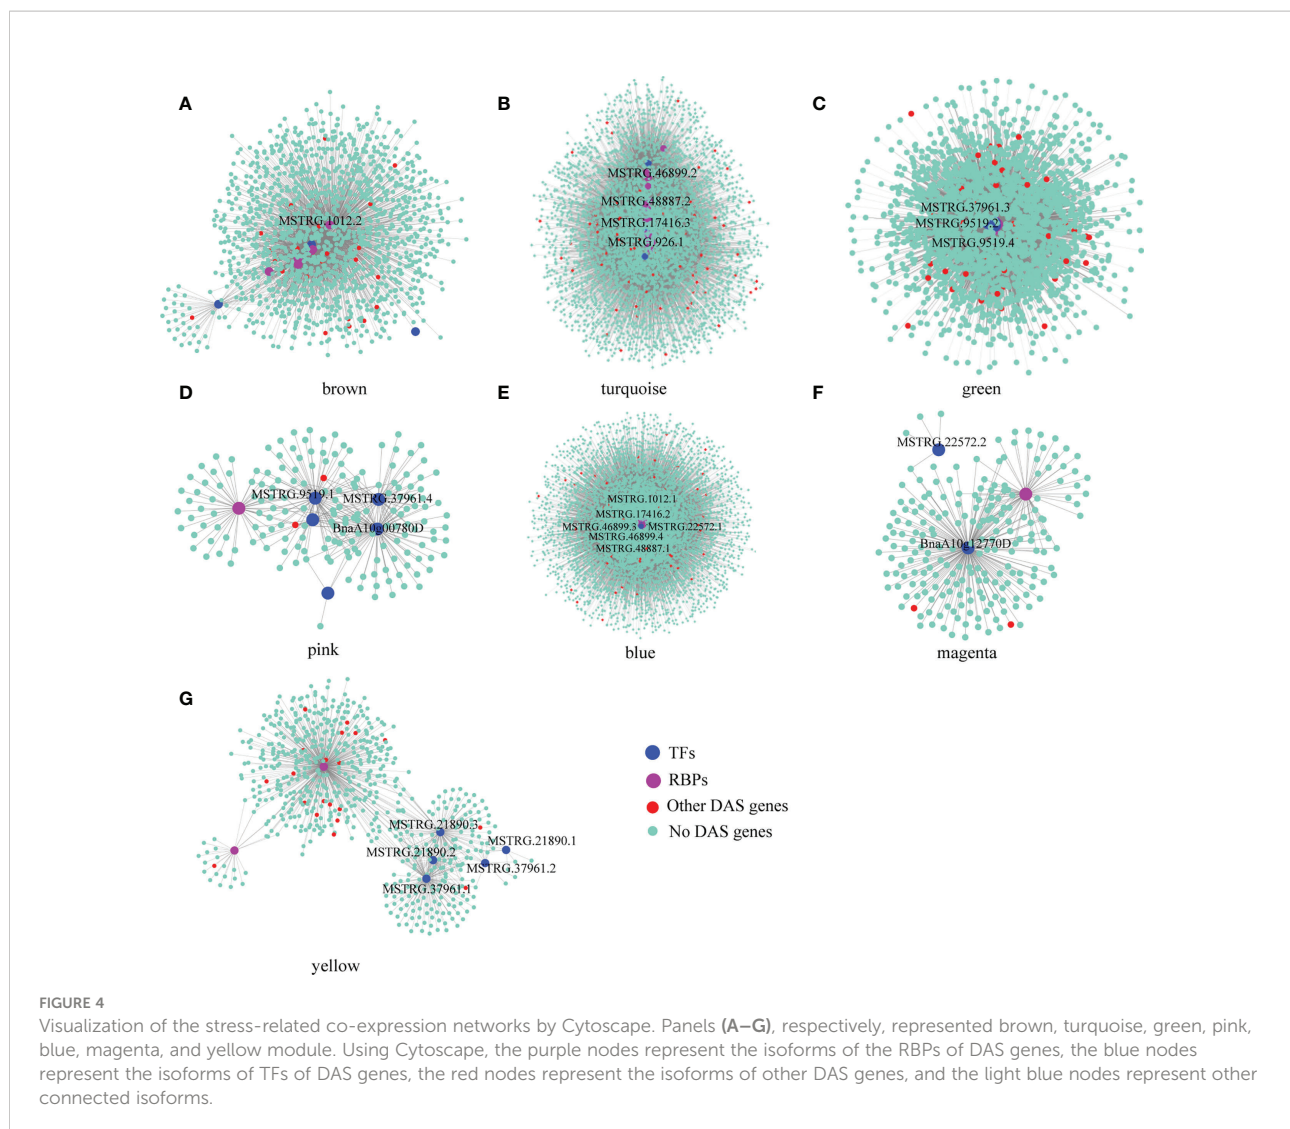 A
B
C
MSTRG.1012.2
MSTRG.46899.2
MSTRG.48887.2
MSTRG.17416.3
MSTRG.926.1
MSTRG.37961.3
MSTRG.9519.2
MSTRG.9519.4
brown
turquoise
green
D
E
F
MSTRG.9519.1
MSTRG.37961.4
BnaA10g00780D
MSTRG.1012.1
MSTRG.17416.2
MSTRG.46899.3
MSTRG.22572.1
MSTRG.46899.4
MSTRG.48887.1
MSTRG.22572.2
BnaA10g12770D
pink
blue
magenta
G
MSTRG.21890.3
MSTRG.21890.1
MSTRG.21890.2
MSTRG.37961.2
MSTRG.37961.1
yellow
TFs
RBPs
Other DAS genes
No DAS genes
FIGURE 4
Visualization of the stress-related co-expression networks by Cytoscape. Panels (A–G), respectively, represented brown, turquoise, green, pink,
blue, magenta, and yellow module. Using Cytoscape, the purple nodes represent the isoforms of the RBPs of DAS genes, the blue nodes
represent the isoforms of TFs of DAS genes, the red nodes represent the isoforms of other DAS genes, and the light blue nodes represent other
connected isoforms.